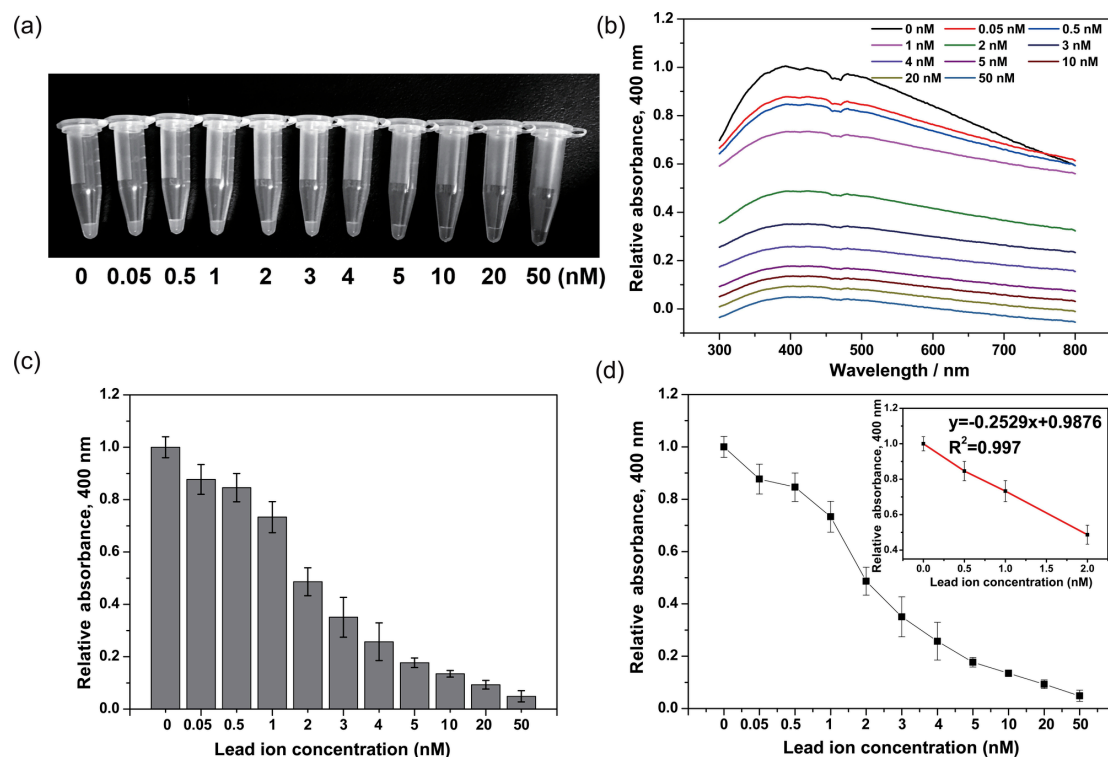 (a)
0 0.05 0.5 1 2 3 4 5 10 20 50 (nM)
(b)
0 nM 0.05 nM 0.5 nM
1 nM 2 nM 3 nM
4 nM 5 nM 10 nM
20 nM 50 nM
Relative absorbance, 400 nm
1.2
1.0
0.8
0.6
0.4
0.2
0.0
300 400 500 600 700 800
Wavelength / nm
(c)
Relative absorbance, 400 nm
1.2
1.0
0.8
0.6
0.4
0.2
0.0
0 0.05 0.5 1 2 3 4 5 10 20 50
Lead ion concentration (nM)
(d)
Relative absorbance, 400 nm
1.2
1.0
0.8
0.6
0.4
0.2
0.0
0 0.05 0.5 1 2 3 4 5 10 20 50
Lead ion concentration (nM)
y=-0.2529x+0.9876
R²=0.997
Relative absorbance, 400 nm
1.2
1.0
0.8
0.6
0.4
0.0 0.5 1.0 1.5 2.0
Lead ion concentration (nM)